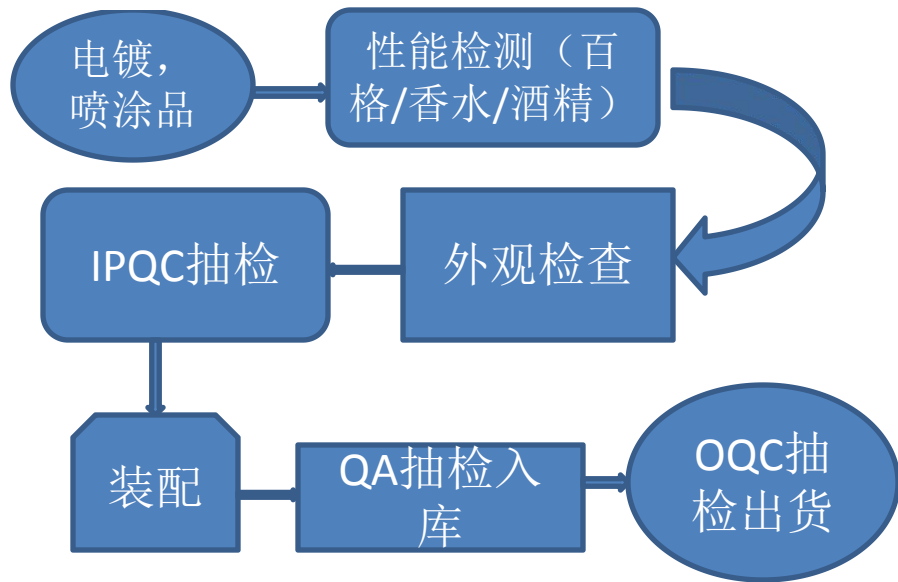 电镀，
喷涂品
性能检测（百
格/香水/酒精）
外观检查
IPQC抽检
装配
QA抽检入
库
OQC抽
检出货